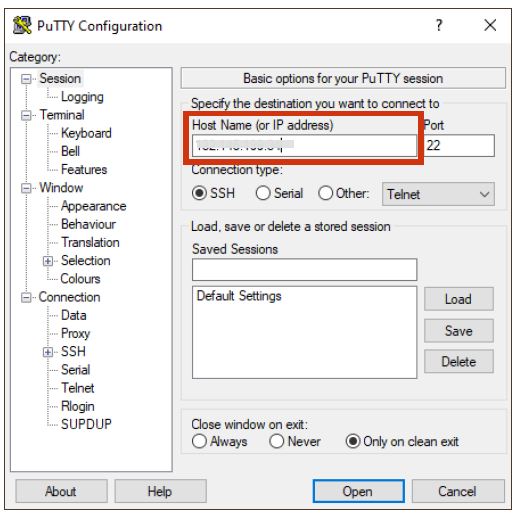 PuTTY Configuration ? ×
Category:
Session
Logging
Terminal
Keyboard
Bell
Features
Window
Appearance
Behaviour
Translation
Selection
Colours
Connection
Data
Proxy
SSH
Serial
Telnet
Rlogin
SUPDUP
Basic options for your PuTTY session
Specify the destination you want to connect to
Host Name (or IP address) Port
22
Connection type:
SSH Serial Other: Telnet
Load, save or delete a stored session
Saved Sessions
Default Settings
Load
Save
Delete
Close window on exit:
Always Never Only on clean exit
About Help Open Cancel